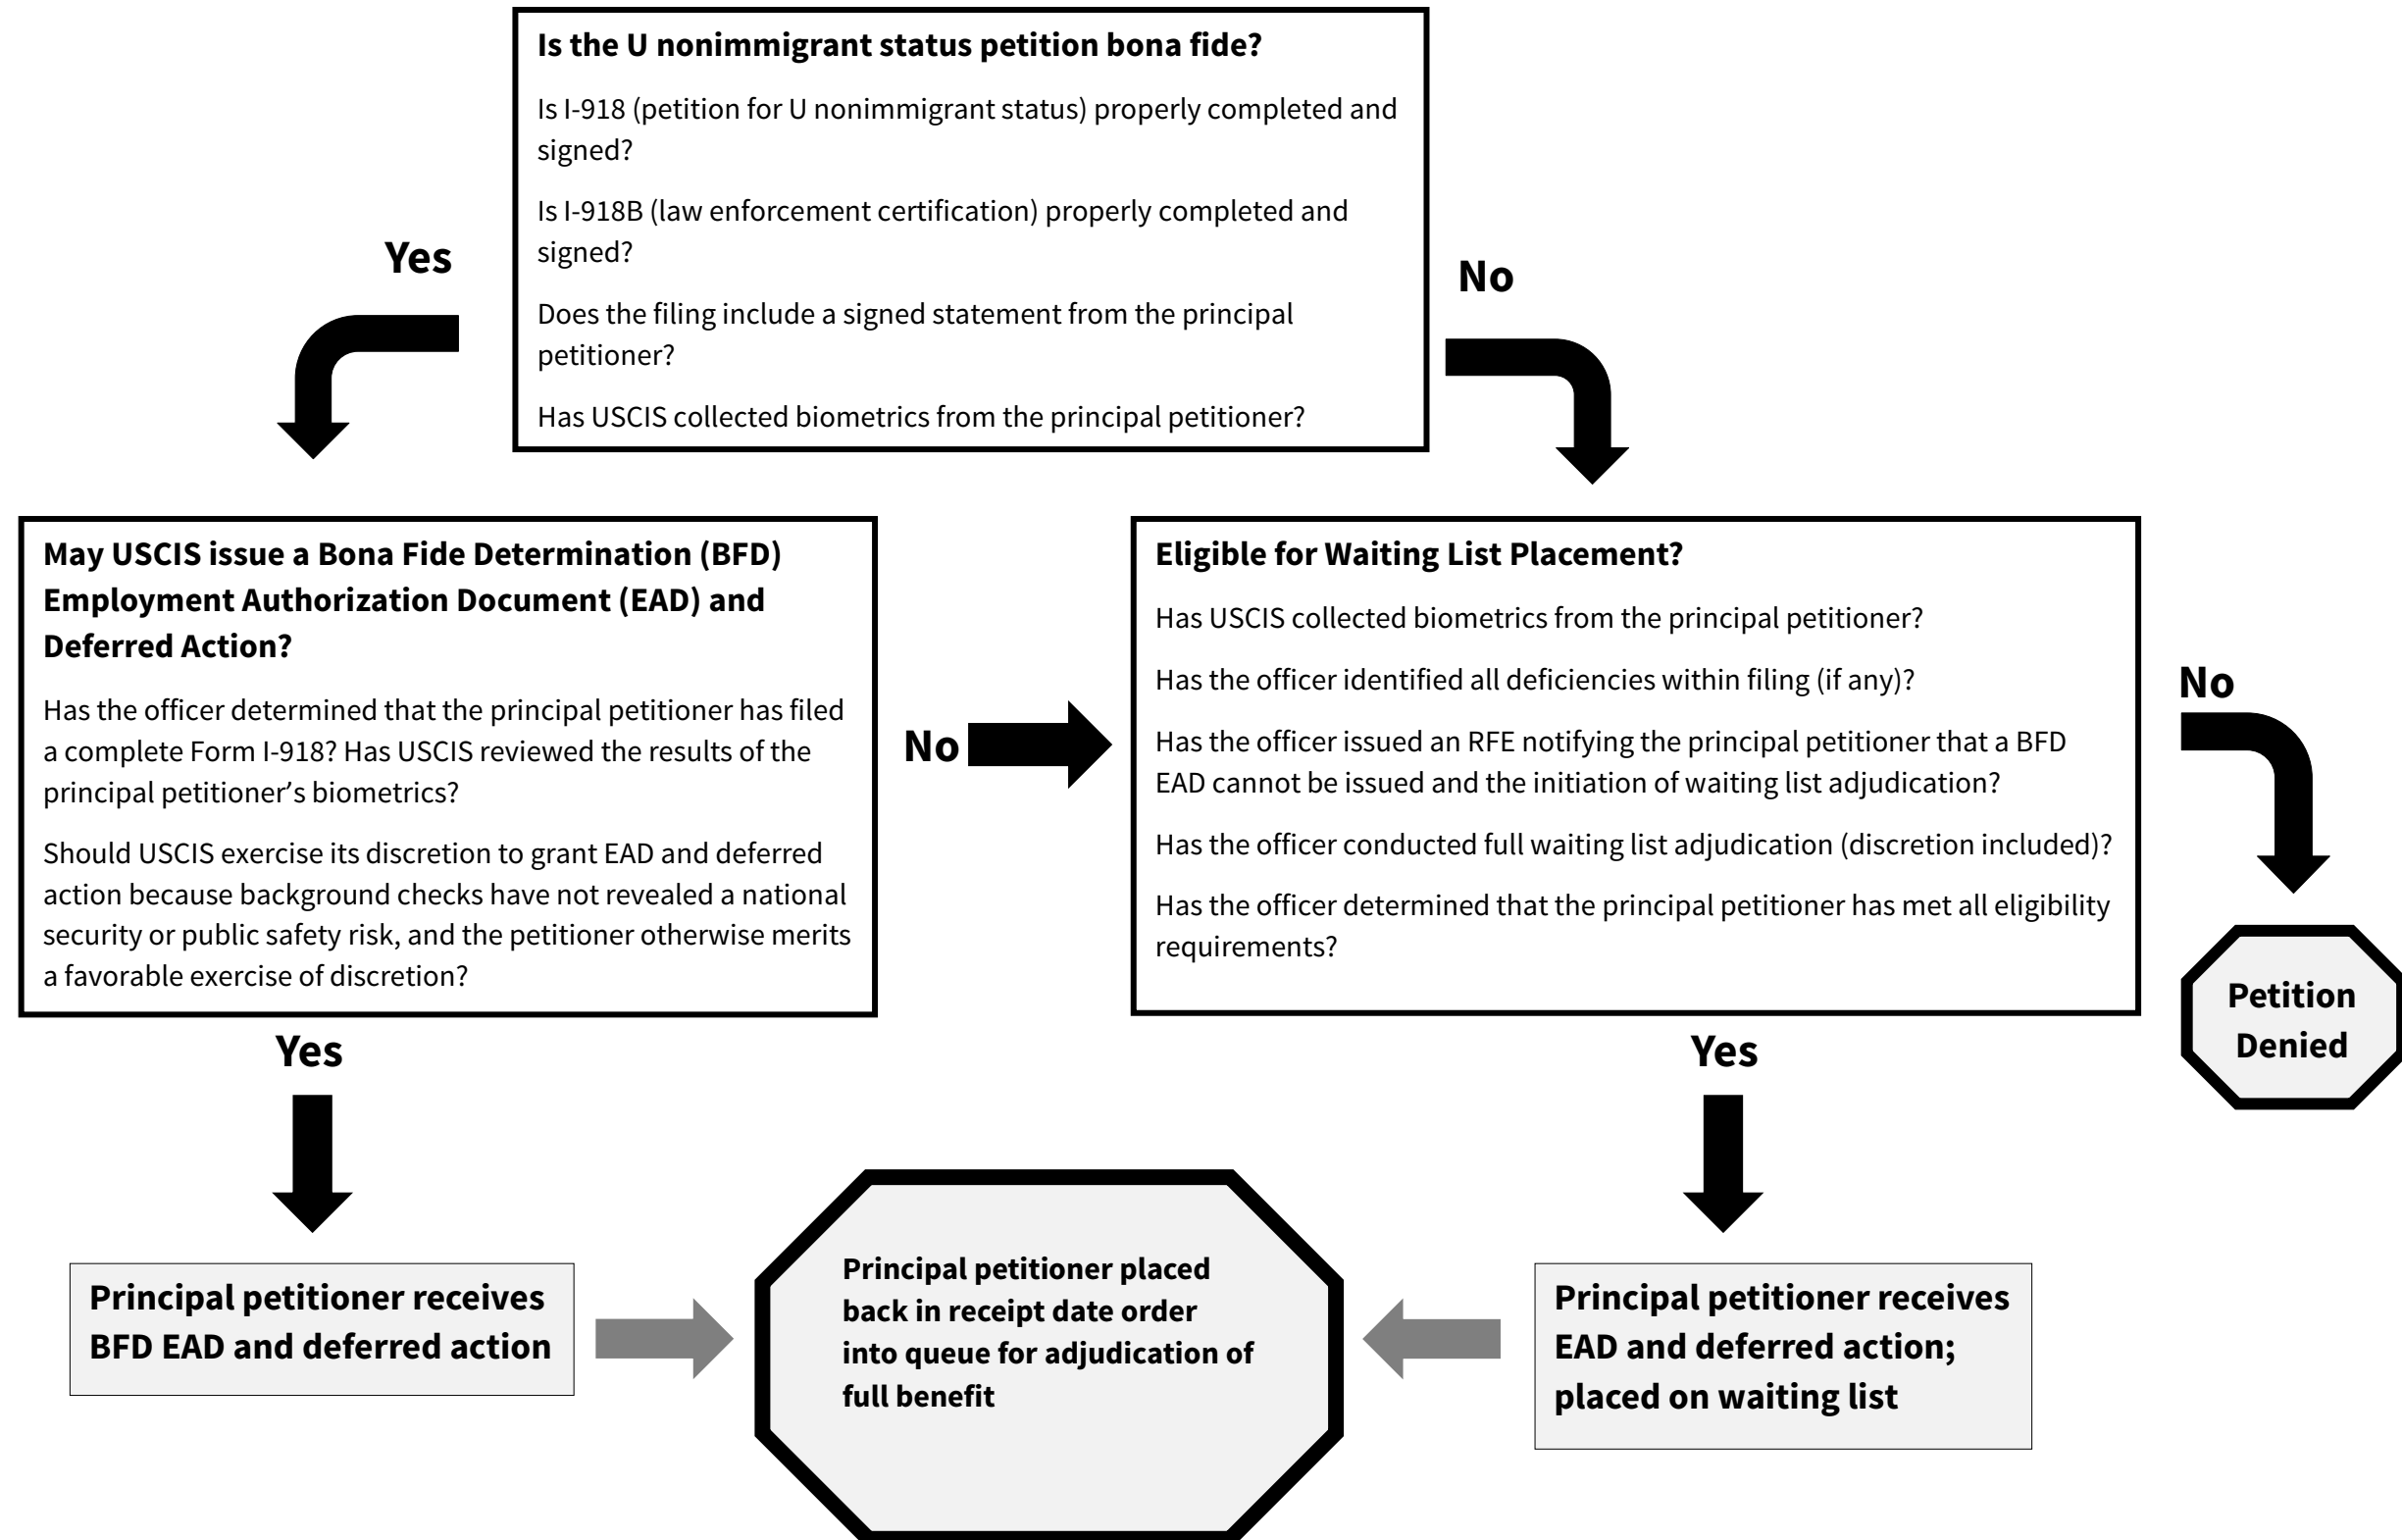 Is the U nonimmigrant status petition bona fide?
Is I-918 (petition for U nonimmigrant status) properly completed and
signed?
Is I-918B (law enforcement certification) properly completed and
signed?
Does the filing include a signed statement from the principal
petitioner?
Has USCIS collected biometrics from the principal petitioner?
Yes
No
May USCIS issue a Bona Fide Determination (BFD)
Employment Authorization Document (EAD) and
Deferred Action?
Has the officer determined that the principal petitioner has filed
a complete Form I-918? Has USCIS reviewed the results of the
principal petitioner’s biometrics?
Should USCIS exercise its discretion to grant EAD and deferred
action because background checks have not revealed a national
security or public safety risk, and the petitioner otherwise merits
a favorable exercise of discretion?
No
Eligible for Waiting List Placement?
Has USCIS collected biometrics from the principal petitioner?
Has the officer identified all deficiencies within filing (if any)?
Has the officer issued an RFE notifying the principal petitioner that a BFD
EAD cannot be issued and the initiation of waiting list adjudication?
Has the officer conducted full waiting list adjudication (discretion included)?
Has the officer determined that the principal petitioner has met all eligibility
requirements?
No
Petition
Denied
Yes
Yes
Principal petitioner receives
BFD EAD and deferred action
Principal petitioner placed
back in receipt date order
into queue for adjudication of
full benefit
Principal petitioner receives
EAD and deferred action;
placed on waiting list